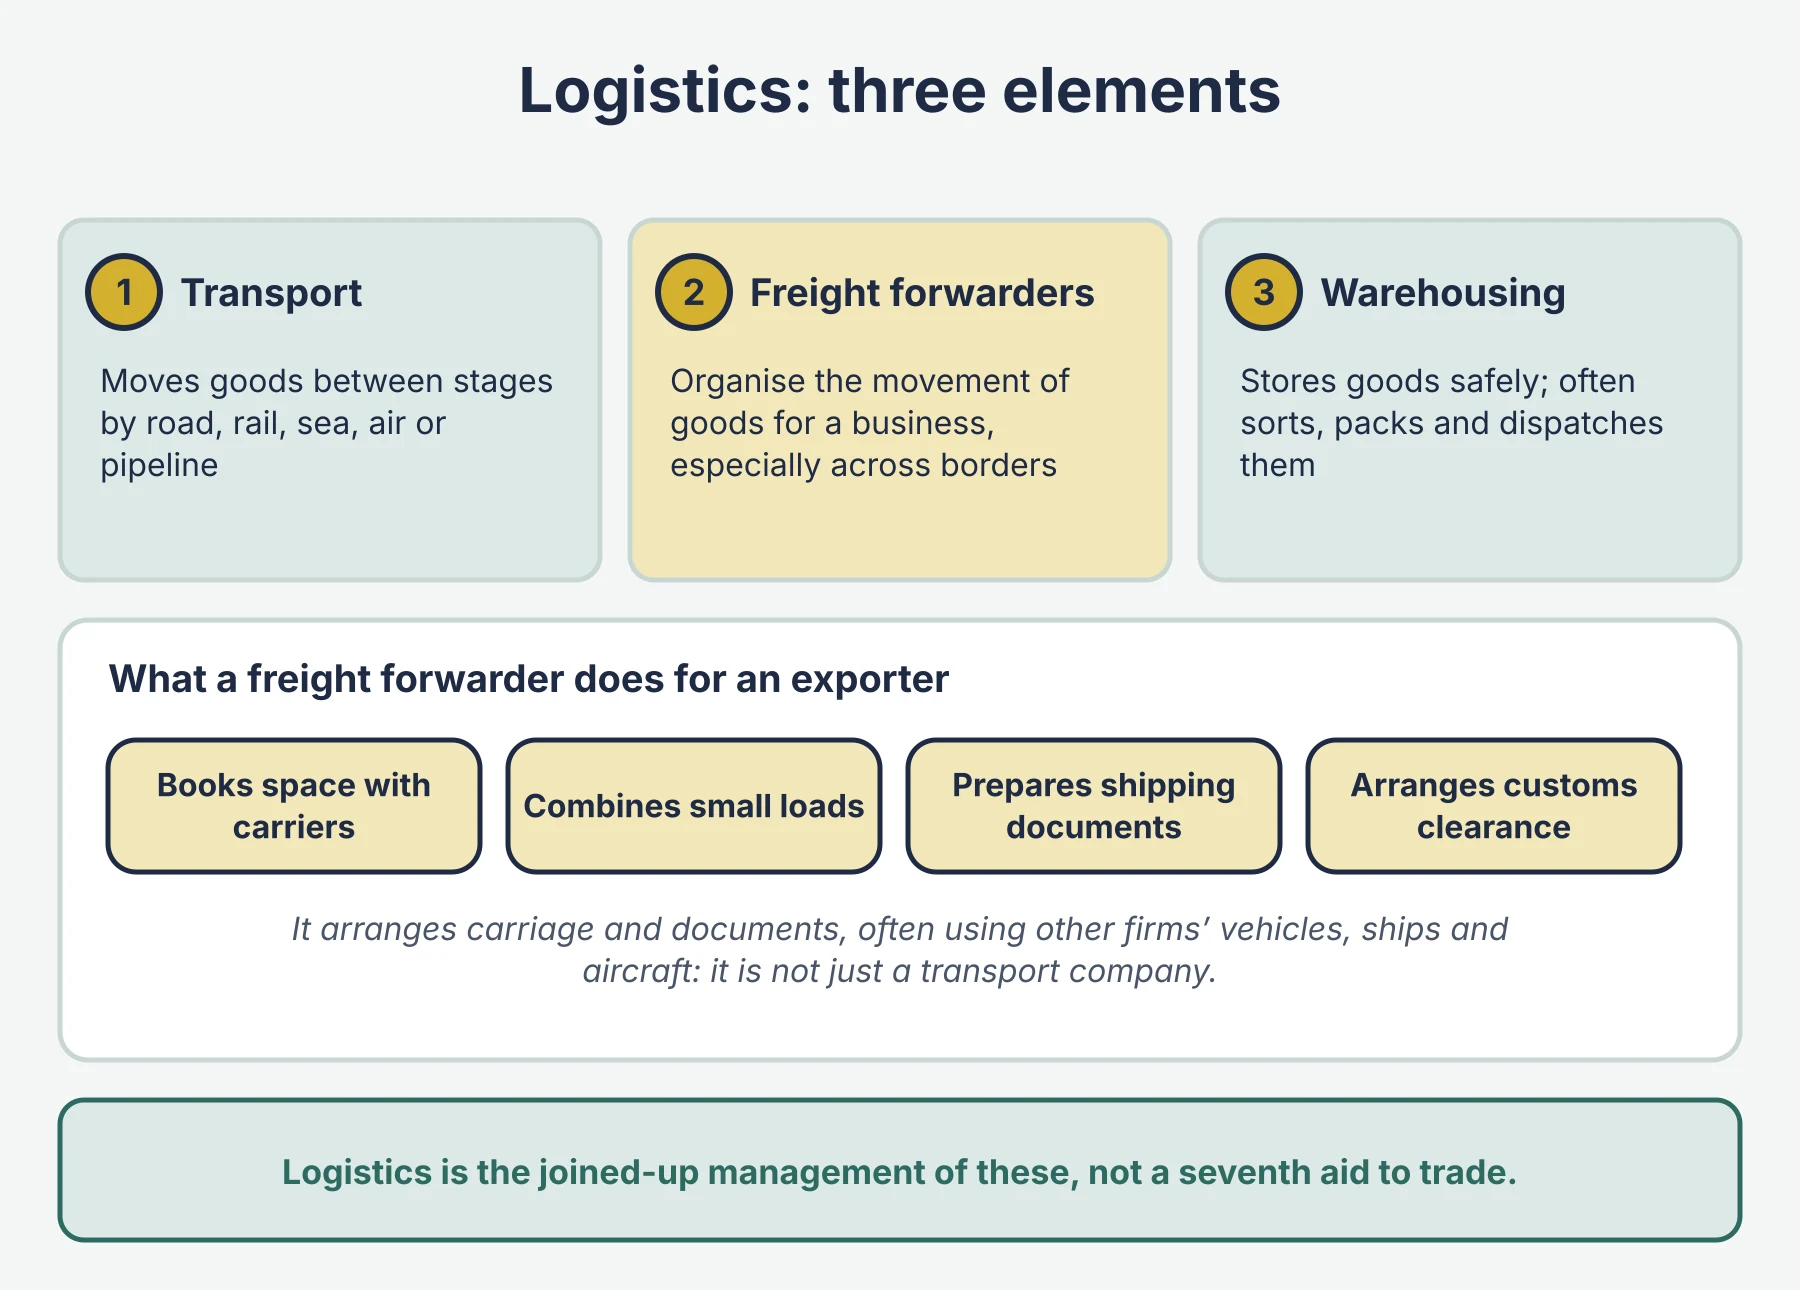 Logistics: three elements
1 Transport
Moves goods between stages
by road, rail, sea, air or
pipeline
2 Freight forwarders
Organise the movement of
goods for a business,
especially across borders
3 Warehousing
Stores goods safely; often
sorts, packs and dispatches
them
What a freight forwarder does for an exporter
Books space with
carriers
Combines small loads
Prepares shipping
documents
Arranges customs
clearance
It arranges carriage and documents, often using other firms’ vehicles, ships and
aircraft: it is not just a transport company.
Logistics is the joined-up management of these, not a seventh aid to trade.